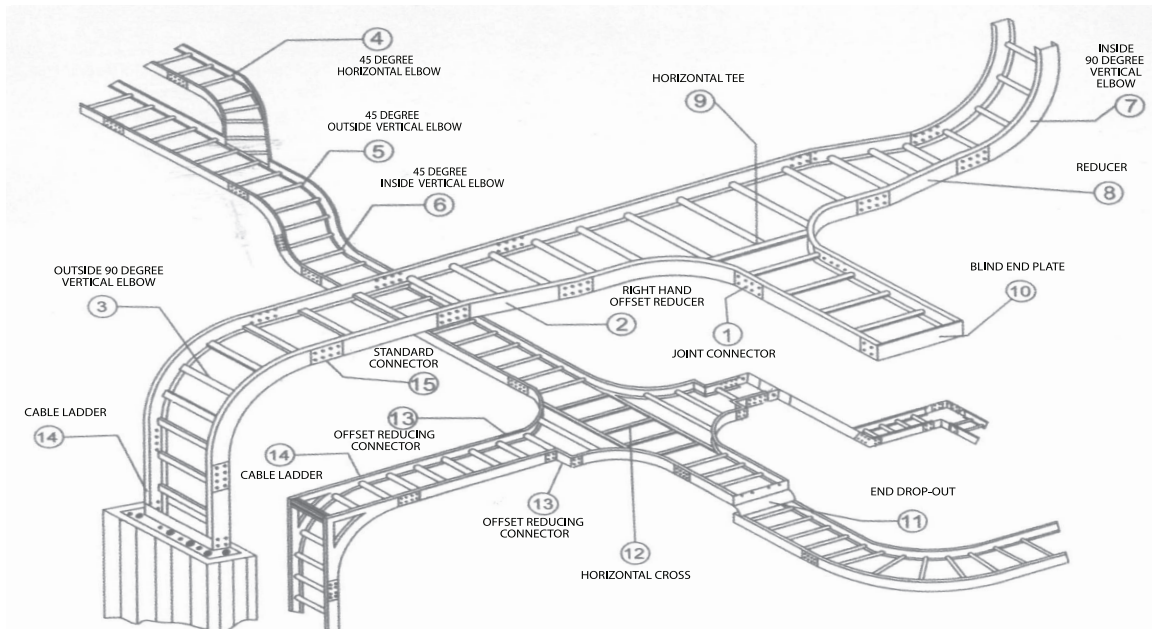 4
45 DEGREE
HORIZONTAL ELBOW
HORIZONTAL TEE
9
INSIDE
90 DEGREE
VERTICAL
ELBOW
7
45 DEGREE
OUTSIDE VERTICAL ELBOW
5
45 DEGREE
INSIDE VERTICAL ELBOW
6
REDUCER
8
OUTSIDE 90 DEGREE
VERTICAL ELBOW
3
BLIND END PLATE
10
RIGHT HAND
OFFSET REDUCER
2
1
JOINT CONNECTOR
STANDARD
CONNECTOR
15
CABLE LADDER
14
13
OFFSET REDUCING
CONNECTOR
14
CABLE LADDER
13
OFFSET REDUCING
CONNECTOR
END DROP-OUT
11
12
HORIZONTAL CROSS